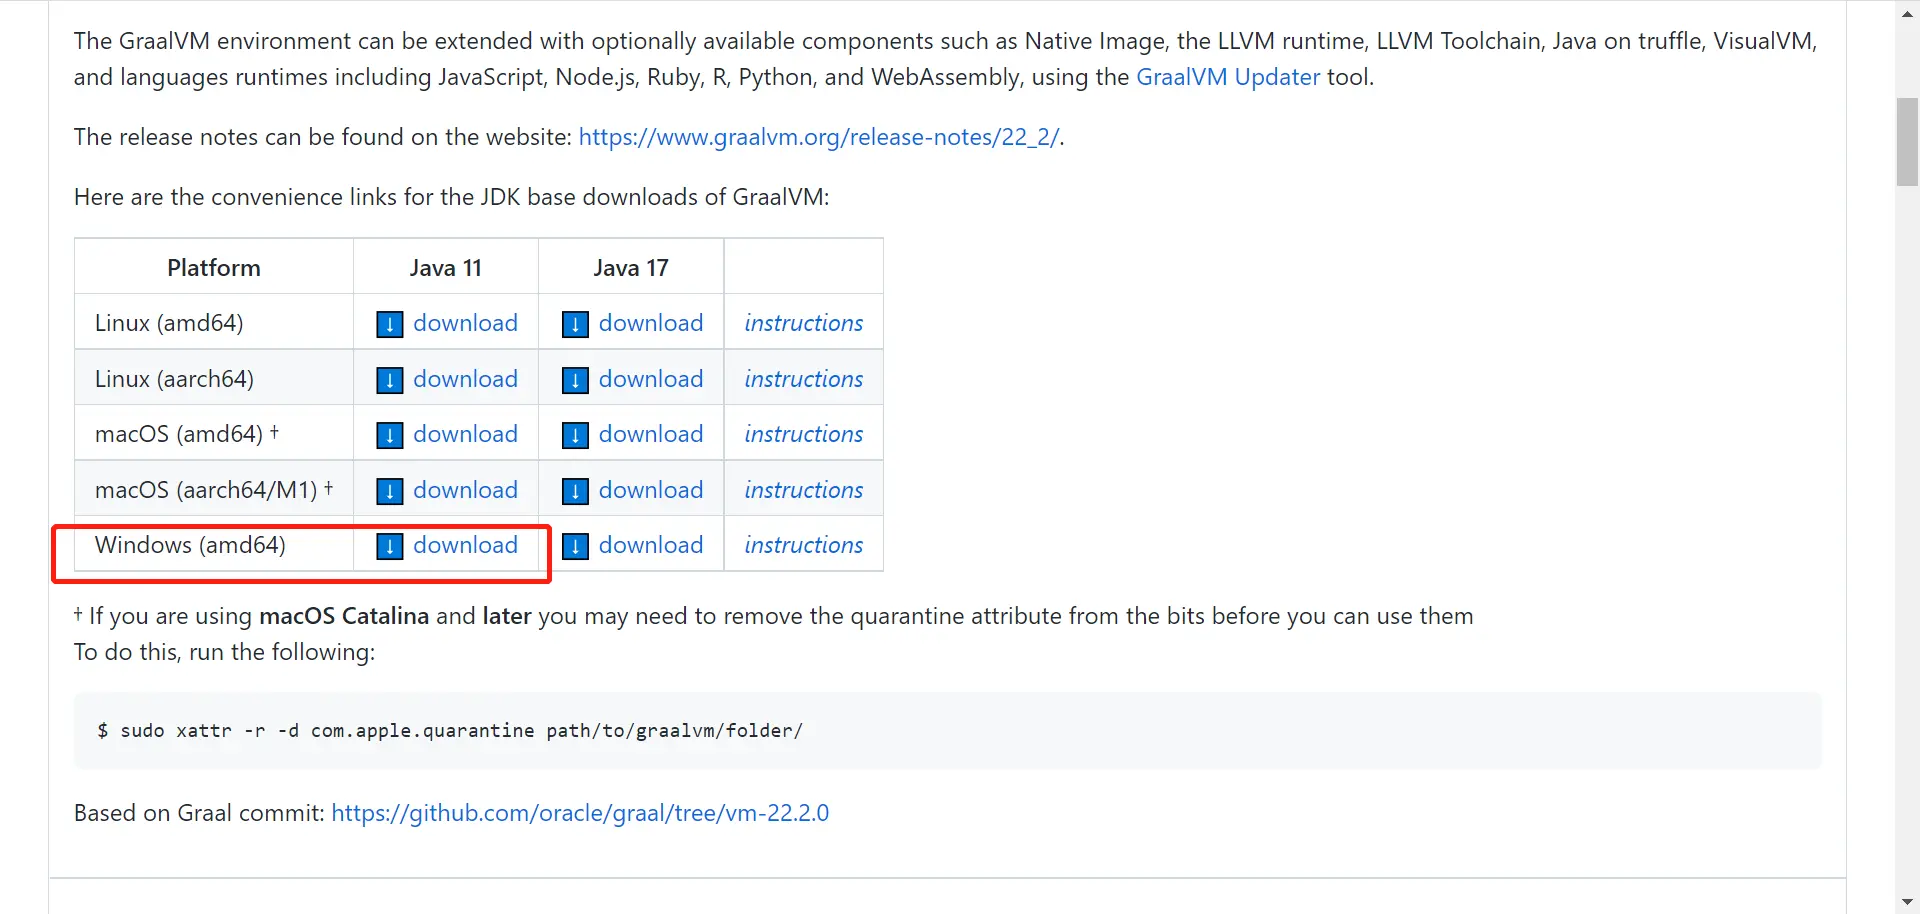 The GraalVM environment can be extended with optionally available components such as Native Image, the LLVM runtime, LLVM Toolchain, Java on truffle, VisualVM,
and languages runtimes including JavaScript, Node.js, Ruby, R, Python, and WebAssembly, using the GraalVM Updater tool.
The release notes can be found on the website: https://www.graalvm.org/release-notes/22_2/.
Here are the convenience links for the JDK base downloads of GraalVM:
Platform Java 11 Java 17
Linux (amd64) ⬇️ download ⬇️ download instructions
Linux (aarch64) ⬇️ download ⬇️ download instructions
macOS (amd64) † ⬇️ download ⬇️ download instructions
macOS (aarch64/M1) † ⬇️ download ⬇️ download instructions
Windows (amd64) ⬇️ download ⬇️ download instructions
† If you are using macOS Catalina and later you may need to remove the quarantine attribute from the bits before you can use them
To do this, run the following:
$ sudo xattr -r -d com.apple.quarantine path/to/graalvm/folder/
Based on Graal commit: https://github.com/oracle/graal/tree/vm-22.2.0